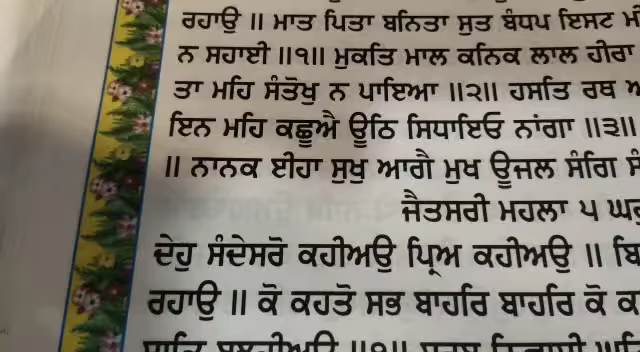 ਰਹਾਉ ॥ ਮਾਤ ਪਿਤਾ ਬਨਿਤਾ ਸੁਤ ਬੰਧਪ ਇਸਟ
ਨ ਸਹਾਈ ॥੧॥ ਮੁਕਤਿ ਮਾਲ ਕਨਿਕ ਲਾਲ ਹੀਰਾ
ਤਾ ਮਹਿ ਸੰਤੋਖੁ ਨ ਪਾਇਆ ॥੨॥ ਹਸਤਿ ਰਥ
ਇਨ ਮਹਿ ਕਛੂਐ ਊਠਿ ਸਿਧਾਇਓ ਨਾਂਗਾ ॥੩॥
॥ ਨਾਨਕ ਈਹਾ ਸੁਖੁ ਆਗੈ ਮੁਖ ਊਜਲ ਸੰਗਿ
ਜੈਤਸਰੀ ਮਹਲਾ ੫
ਦੇਹੁ ਸੰਦੇਸਰੋ ਕਹੀਅਉ ਪ੍ਰਿਅ ਕਹੀਅਉ ॥
ਰਹਾਉ ॥ ਕੋ ਕਹਤੋ ਸਭ ਬਾਹਰਿ ਬਾਹਰਿ ਕੋ